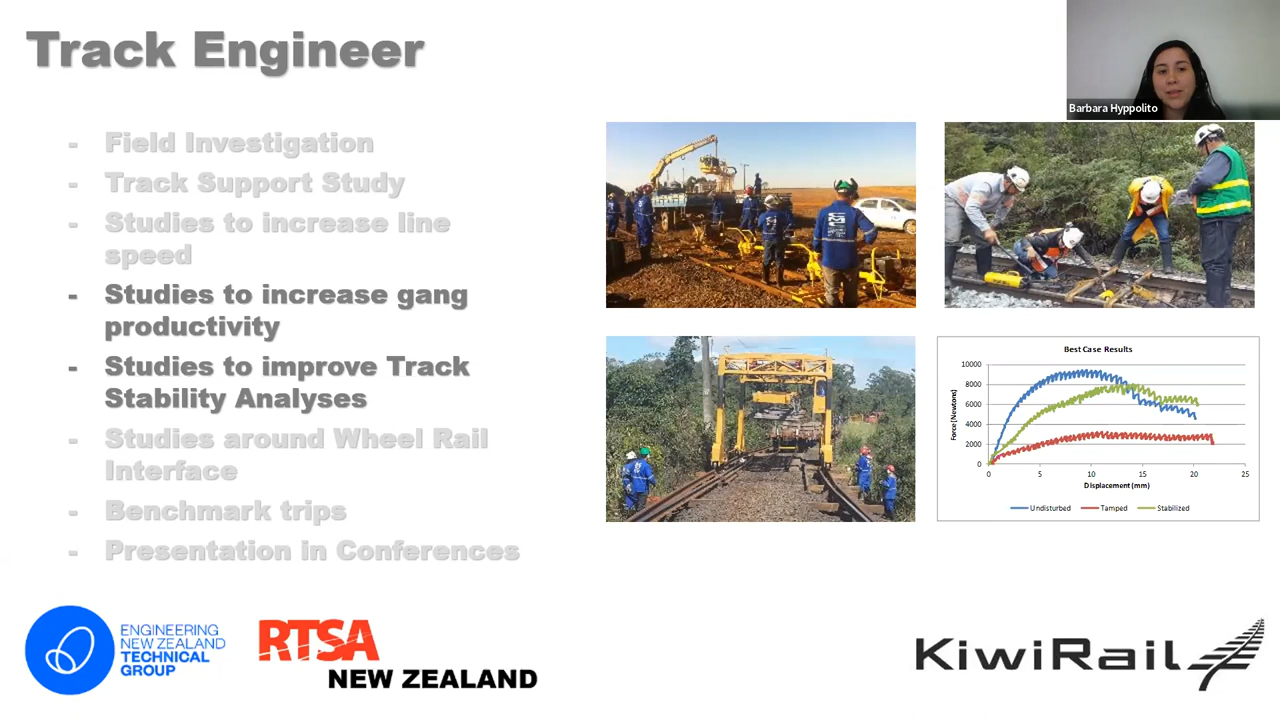 Track Engineer
Barbara Hyppolito
- Field Investigation
- Track Support Study
- Studies to increase line
speed
- Studies to increase gang
productivity
- Studies to improve Track
Stability Analyses
- Studies around Wheel Rail
Interface
- Benchmark trips
- Presentation in Conferences
Best Case Results
Force (Newtons)
10000
8000
6000
4000
2000
0
0 5 10 15 20 25
Displacement (mm)
Undisturbed Tamped Stabilized
ENGINEERING
NEW ZEALAND
TECHNICAL
GROUP
RTSA
NEW ZEALAND
KiwiRail